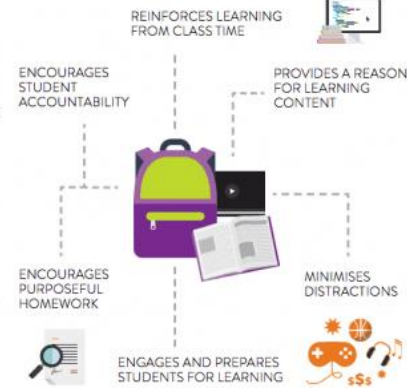 REINFORCES LEARNING
FROM CLASS TIME
ENCOURAGES
STUDENT
ACCOUNTABILITY
PROVIDES A REASON
FOR LEARNING
CONTENT
ENCOURAGES
PURPOSEFUL
HOMEWORK
MINIMISES
DISTRACTIONS
ENGAGES AND PREPARES
STUDENTS FOR LEARNING
s$s